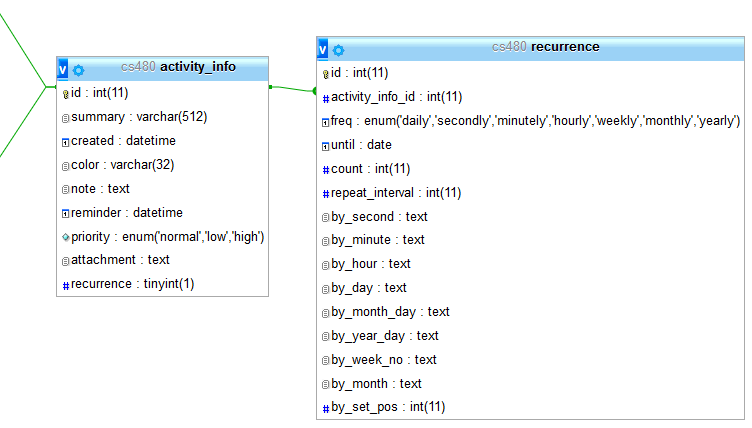 v cs480 activity_info
id : int(11)
summary : varchar(512)
created : datetime
color : varchar(32)
note : text
reminder : datetime
priority : enum('normal','low','high')
attachment : text
# recurrence : tinyint(1)
v cs480 recurrence
id : int(11)
# activity_info_id : int(11)
freq : enum('daily','secondly','minutely','hourly','weekly','monthly','yearly')
until : date
# count : int(11)
# repeat_interval : int(11)
by_second : text
by_minute : text
by_hour : text
by_day : text
by_month_day : text
by_year_day : text
by_week_no : text
by_month : text
# by_set_pos : int(11)